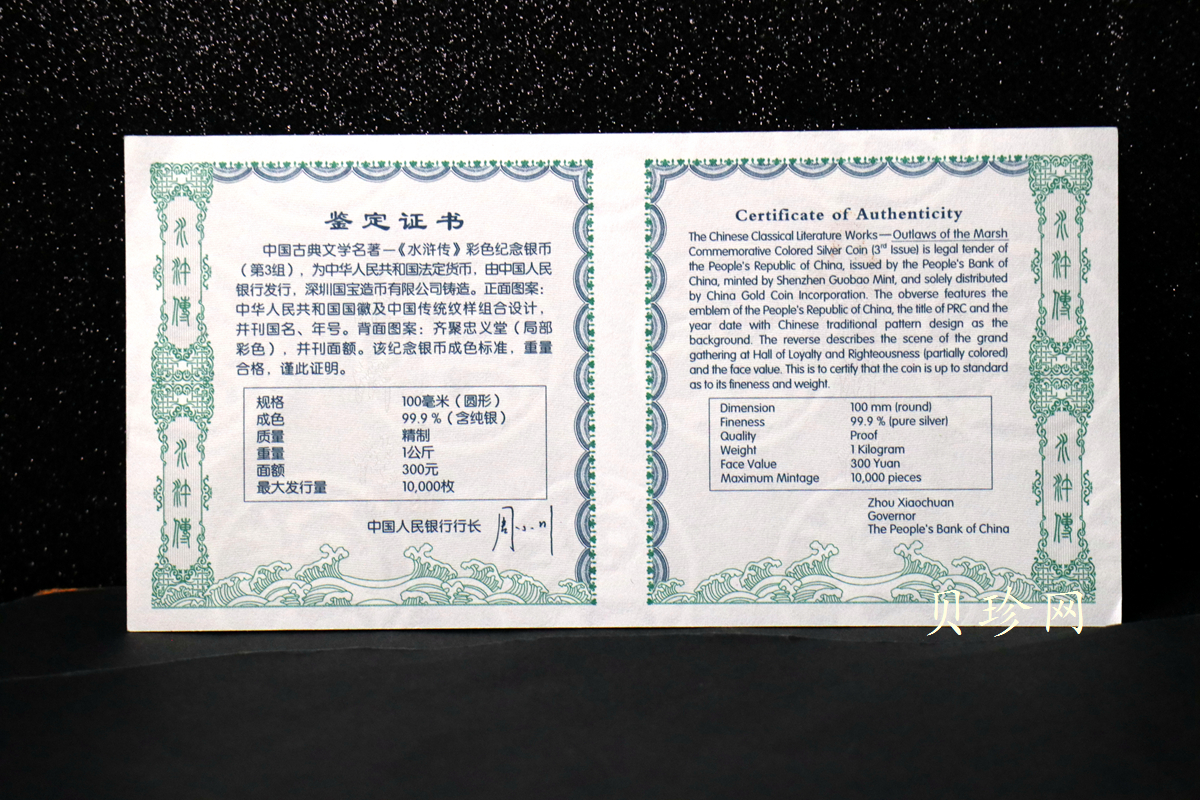 鉴定证书
中国古典文学名著—《水浒传》彩色纪念银币
（第3组），为中华人民共和国法定货币，由中国人民
银行发行，深圳国宝造币有限公司铸造。正面图案：
中华人民共和国国徽及中国传统纹样组合设计，
并刊国名、年号。背面图案：齐聚忠义堂（局部
彩色），并刊面额。该纪念银币成色标准，重量
合格，谨此证明。
规格 100毫米（圆形）
成色 99.9 %（含纯银）
质量 精制
重量 1公斤
面额 300元
最大发行量 10,000枚
中国人民银行行长 周小川
水浒傳
水浒傳
Certificate of Authenticity
The Chinese Classical Literature Works—Outlaws of the Marsh
Commemorative Colored Silver Coin (3rd Issue) is legal tender of
the People's Republic of China, issued by the People's Bank of
China, minted by Shenzhen Guobao Mint, and solely distributed
by China Gold Coin Incorporation. The obverse features the
emblem of the People's Republic of China, the title of PRC and the
year date with Chinese traditional pattern design as the
background. The reverse describes the scene of the grand
gathering at Hall of Loyalty and Righteousness (partially colored)
and the face value. This is to certify that the coin is up to standard
as to its fineness and weight.
Dimension 100 mm (round)
Fineness 99.9 % (pure silver)
Quality Proof
Weight 1 Kilogram
Face Value 300 Yuan
Maximum Mintage 10,000 pieces
Zhou Xiaochuan
Governor
The People's Bank of China
水浒傳
水浒傳
贝珍网